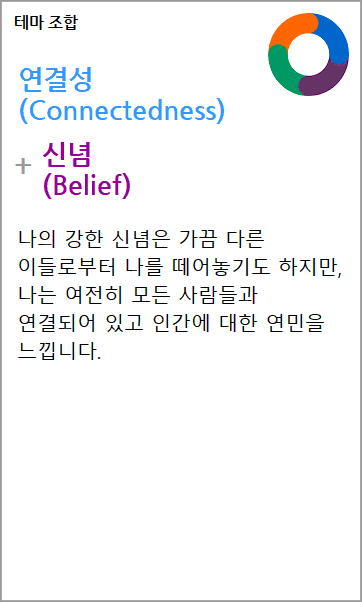 테마 조합
연결성
(Connectedness)
+ 신념
(Belief)
나의 강한 신념은 가끔 다른
이들로부터 나를 떼어놓기도 하지만,
나는 여전히 모든 사람들과
연결되어 있고 인간에 대한 연민을
느낍니다.